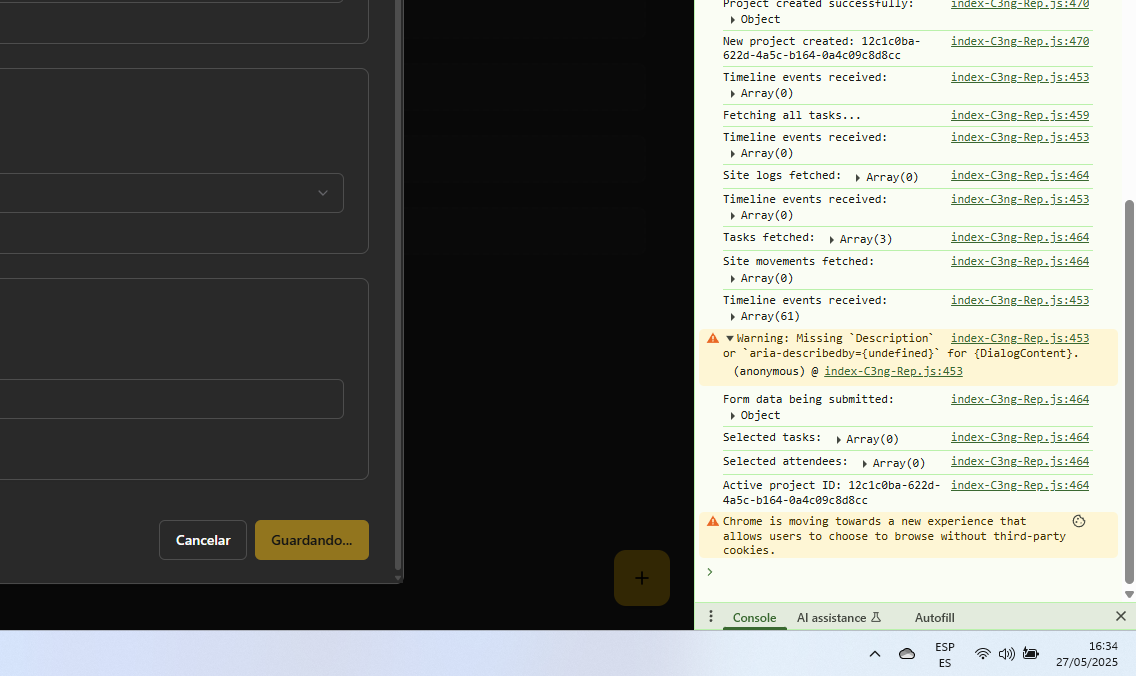 Project created successfully: index-C3ng-Rep.js:470
Object
New project created: 12c1c0ba- index-C3ng-Rep.js:470
622d-4a5c-b164-0a4c09c8d8cc
Timeline events received: index-C3ng-Rep.js:453
Array(0)
Fetching all tasks... index-C3ng-Rep.js:459
Timeline events received: index-C3ng-Rep.js:453
Array(0)
Site logs fetched: Array(0) index-C3ng-Rep.js:464
Timeline events received: index-C3ng-Rep.js:453
Array(0)
Tasks fetched: Array(3) index-C3ng-Rep.js:464
Site movements fetched: index-C3ng-Rep.js:464
Array(0)
Timeline events received: index-C3ng-Rep.js:453
Array(61)
Warning: Missing `Description` index-C3ng-Rep.js:453
or `aria-describedby={undefined}` for {DialogContent}.
(anonymous) @ index-C3ng-Rep.js:453
Form data being submitted: index-C3ng-Rep.js:464
Object
Selected tasks: Array(0) index-C3ng-Rep.js:464
Selected attendees: Array(0) index-C3ng-Rep.js:464
Active project ID: 12c1c0ba-622d- index-C3ng-Rep.js:464
4a5c-b164-0a4c09c8d8cc
Chrome is moving towards a new experience that
allows users to choose to browse without third-party
cookies.
Cancelar Guardando...
Console AI assistance Autofill
ESP
ES
16:34
27/05/2025